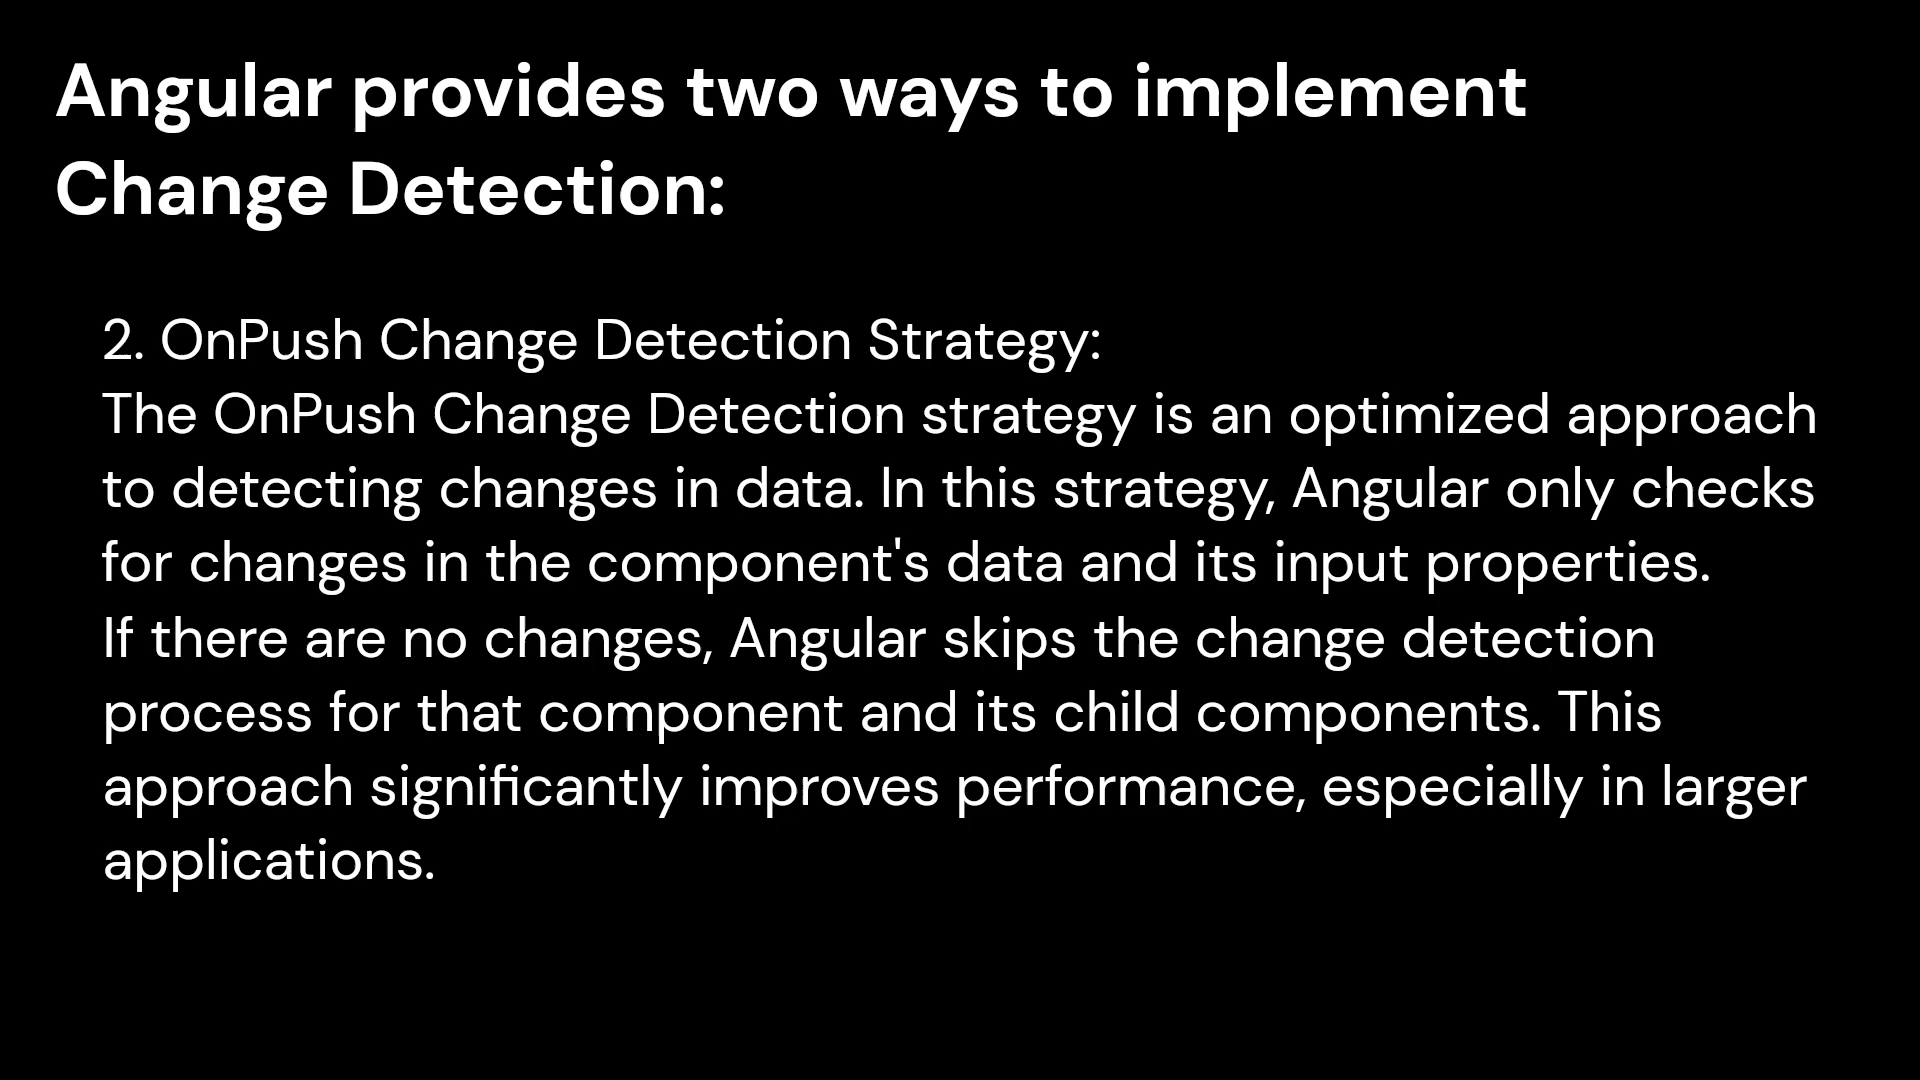 Angular provides two ways to implement
Change Detection:
2. OnPush Change Detection Strategy:
The OnPush Change Detection strategy is an optimized approach
to detecting changes in data. In this strategy, Angular only checks
for changes in the component's data and its input properties.
If there are no changes, Angular skips the change detection
process for that component and its child components. This
approach significantly improves performance, especially in larger
applications.